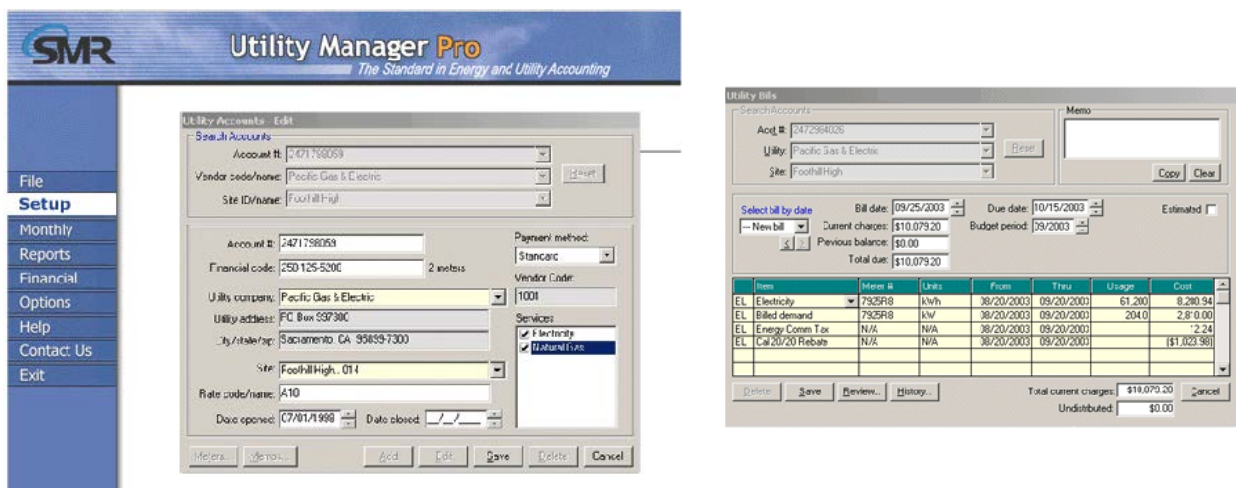 SMR
Utility Manager Pro
The Standard in Energy and Utility Accounting
File
Setup
Monthly
Reports
Financial
Options
Help
Contact Us
Exit
Utility Accounts - Edit
Search Accounts
Account #: 2471798059
Vendor code/name: Pacific Gas & Electric
Reset
Site ID/name: Foothill High
Account #: 2471798059
Payment method:
Standard
Financial code: 250-125-5200
2 meters
Vendor Code:
Utility company: Pacific Gas & Electric
1001
Utility address: PO Box 997300
Services:
City/state/zip: Sacramento, CA 95899-7300
Electricity
Natural Gas
Site: Foothill High, 014
Rate code/name: A10
Date opened: 07/01/1998
Date closed: __/__/__
Meters...
Memos...
Add
Edit
Save
Delete
Cancel
Utility Bills
Search Accounts
Memo
Acct #: 2472984026
Utility: Pacific Gas & Electric
Reset
Site: Foothill High
Copy
Clear
Select bill by date
Bill date: 09/25/2003
Due date: 10/15/2003
Estimated
-- New bill
Current charges: $10,079.20
Budget period: 09/2003
< >
Previous balance: $0.00
Total due: $10,079.20
Item Meter # Units From Thru Usage Cost
EL Electricity 7925R8 kWh 08/20/2003 09/20/2003 61,200 8,280.94
EL Billed demand 7925R8 kW 08/20/2003 09/20/2003 204.0 2,810.00
EL Energy Comm Tax N/A N/A 08/20/2003 09/20/2003 12.24
EL Cal 20/20 Rebate N/A N/A 08/20/2003 09/20/2003 ($1,023.98)
Delete
Save
Review...
History...
Total current charges: $10,079.20
Cancel
Undistributed: $0.00